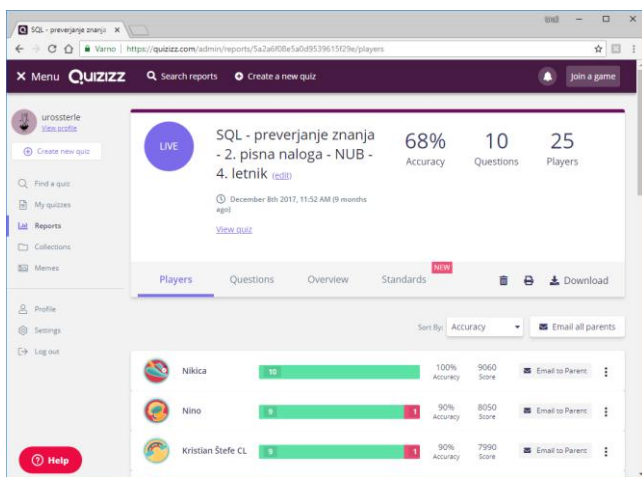 SQL - preverjanje znanja
Varno | https://quizizz.com/admin/reports/5a2a6f08e5a0d9539615f29e/players
Menu QUIZIZZ Search reports Create a new quiz Join a game
urossterle
View profile
Create new quiz
Find a quiz
My quizzes
Reports
Collections
Memes
Profile
Settings
Log out
Help
LIVE
SQL - preverjanje znanja
- 2. pisna naloga - NUB -
4. letnik (edit)
December 8th 2017, 11:52 AM (9 months
ago)
View quiz
68% 10 25
Accuracy Questions Players
Players Questions Overview Standards NEW Download
Sort By: Accuracy Email all parents
Nikica 10 100% Accuracy 9060 Score Email to Parent
Nino 9 1 90% Accuracy 8050 Score Email to Parent
Kristian Štefe CL 9 1 90% Accuracy 7990 Score Email to Parent